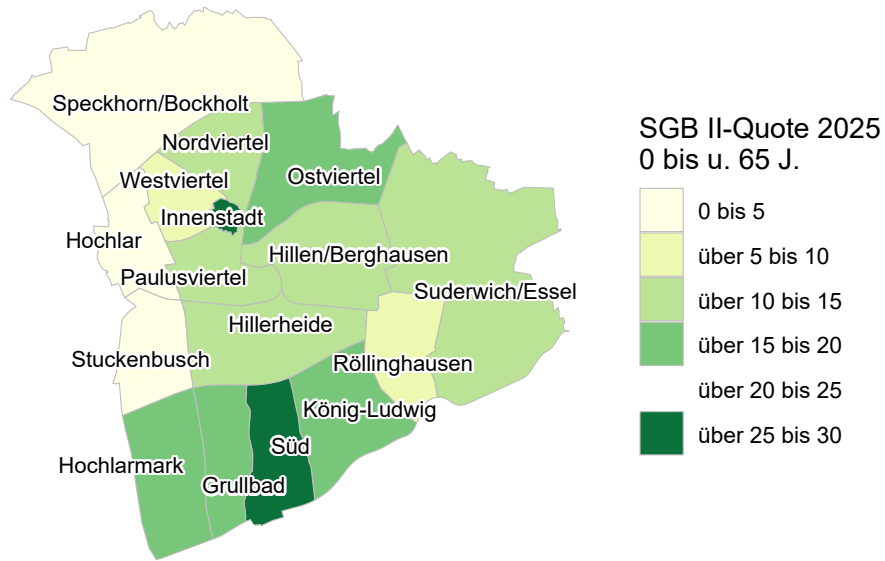 SGB II-Quote 2025
0 bis u. 65 J.
0 bis 5
über 5 bis 10
über 10 bis 15
über 15 bis 20
über 20 bis 25
über 25 bis 30
Speckhorn/Bockholt
Nordviertel
Westviertel
Ostviertel
Innenstadt
Hochlar
Hillen/Berghausen
Paulusviertel
Suderwich/Essel
Hillerheide
Stuckenbusch
Röllinghausen
König-Ludwig
Süd
Hochlarmark
Grullbad